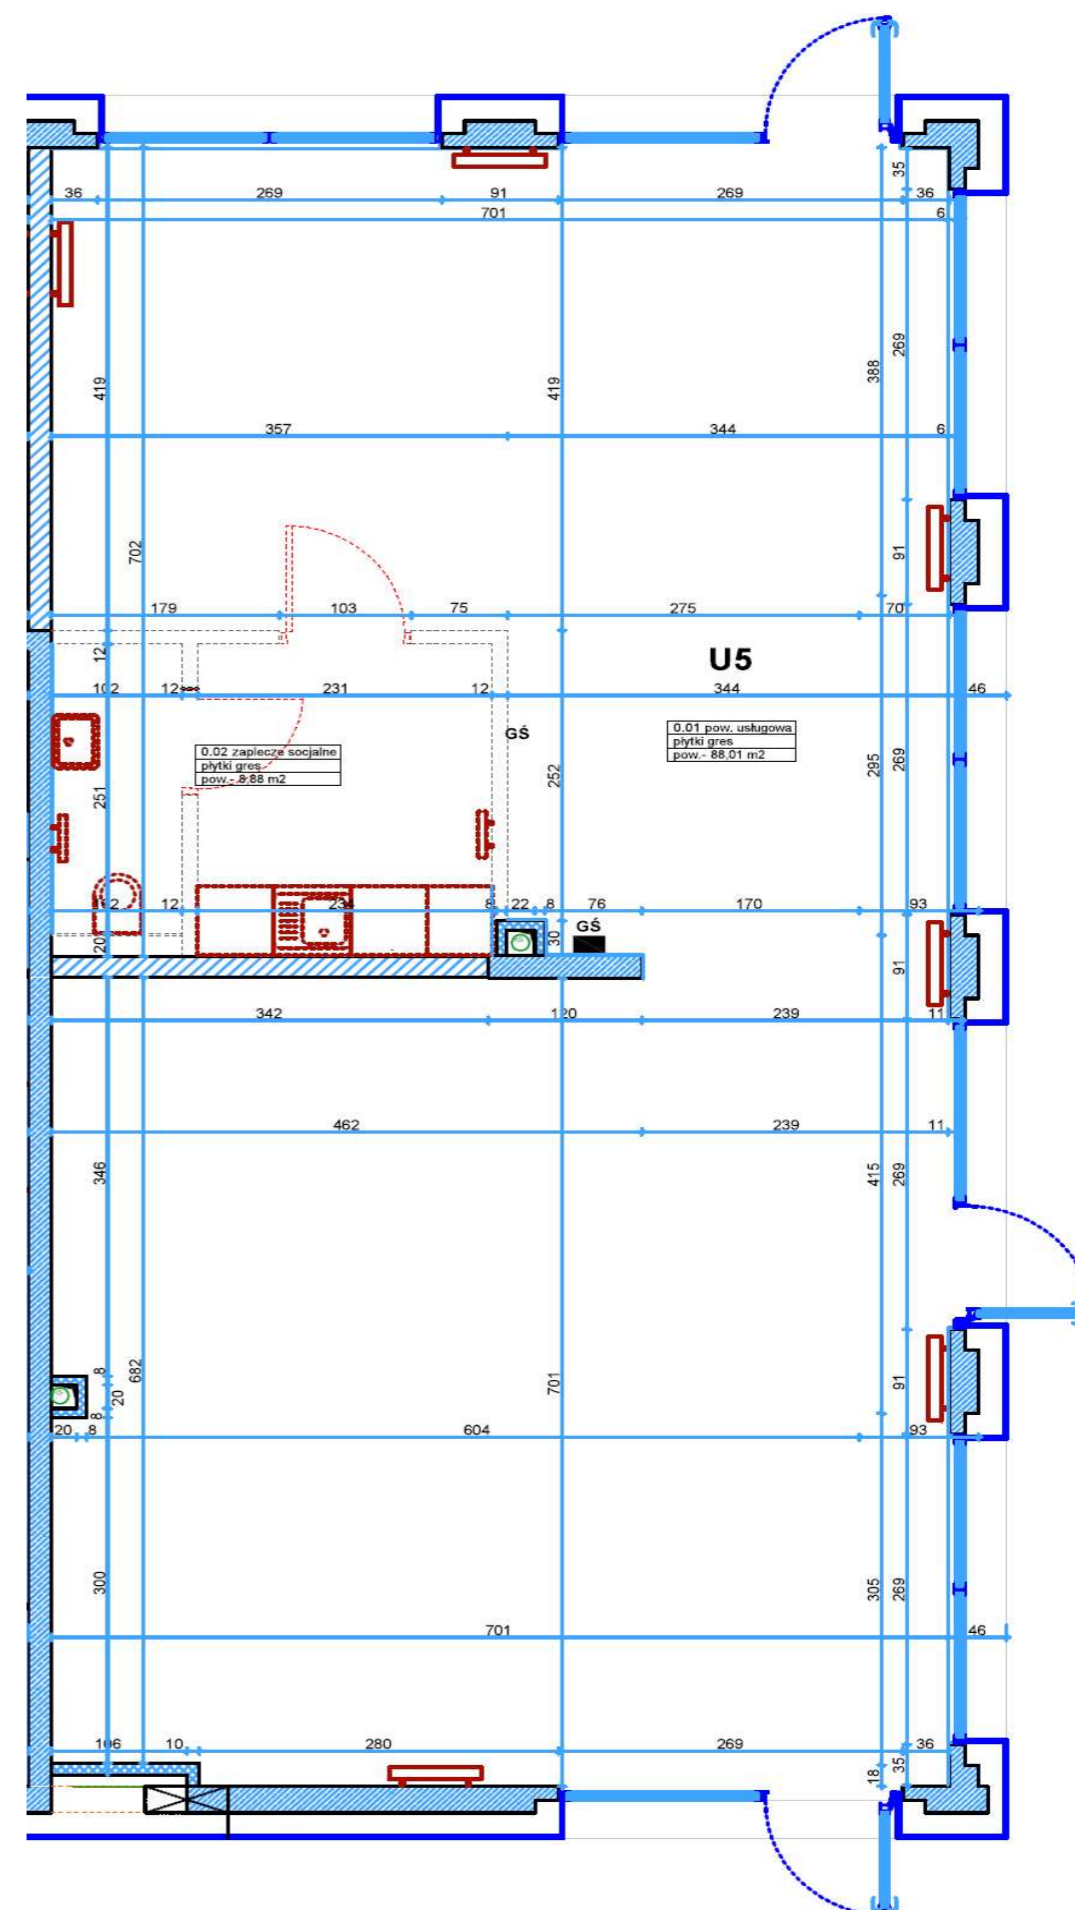 35
36 269 91 269 36
701 6
419 419 388 269
357 344 6
702 91
179 103 75 275 70
12
U5
102 12 231 12 344 46
0.01 pow. usługowa
płytki gres
pow.- 88,01 m2
GŚ
0.02 zaplecze socjalne
płytki gres
pow.- 8,88 m2
251 252 295 269
12 234 8 22 8 76 170 93
GŚ
20 30 91
342 120 239 11
462 239 11
346 415 269
8 682 701 91
20
8
20 8 604 93
300 305 269
701 46
106 10 280 269 36
18 35